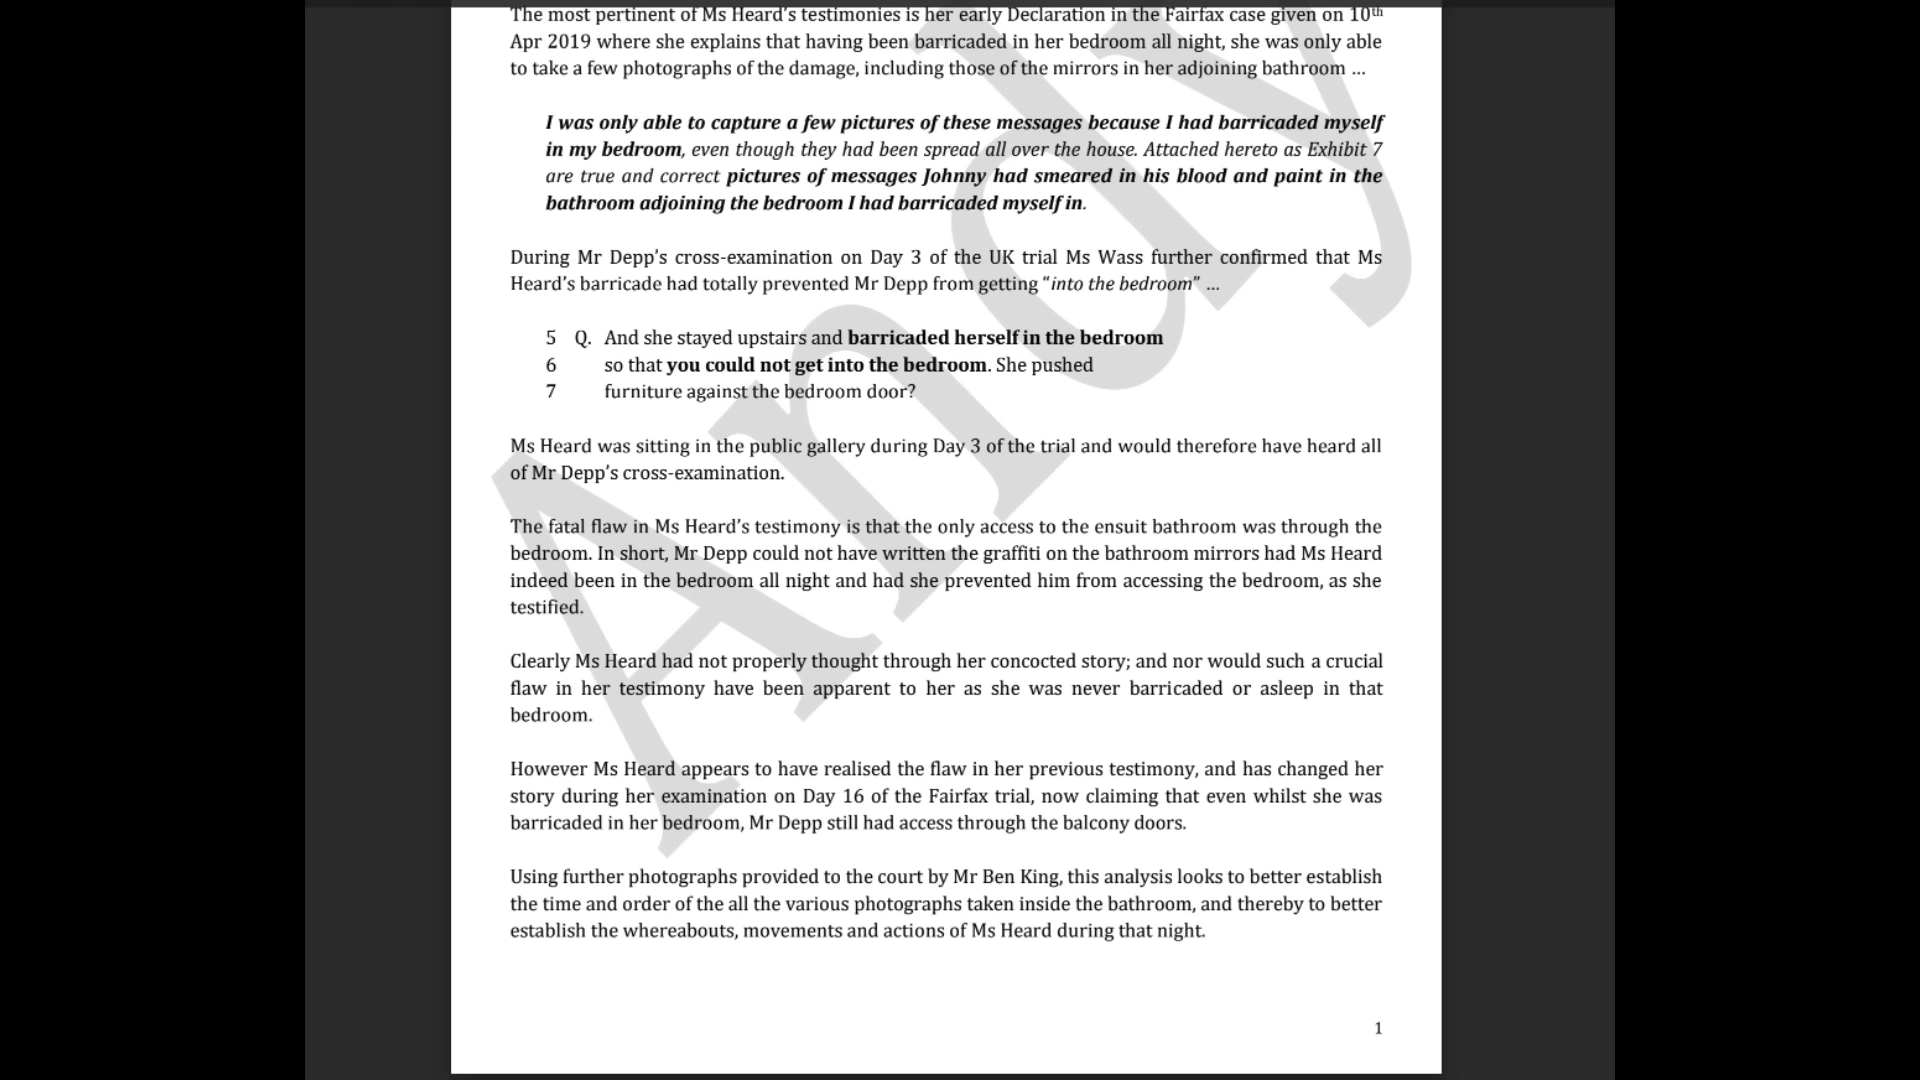 The most pertinent of Ms Heard's testimonies is her early Declaration in the Fairfax case given on 10th
Apr 2019 where she explains that having been barricaded in her bedroom all night, she was only able
to take a few photographs of the damage, including those of the mirrors in her adjoining bathroom ...
I was only able to capture a few pictures of these messages because I had barricaded myself
in my bedroom, even though they had been spread all over the house. Attached hereto as Exhibit 7
are true and correct pictures of messages Johnny had smeared in his blood and paint in the
bathroom adjoining the bedroom I had barricaded myself in.
During Mr Depp's cross-examination on Day 3 of the UK trial Ms Wass further confirmed that Ms
Heard's barricade had totally prevented Mr Depp from getting "into the bedroom" ...
5 Q. And she stayed upstairs and barricaded herself in the bedroom
6 so that you could not get into the bedroom. She pushed
7 furniture against the bedroom door?
Ms Heard was sitting in the public gallery during Day 3 of the trial and would therefore have heard all
of Mr Depp's cross-examination.
The fatal flaw in Ms Heard's testimony is that the only access to the ensuit bathroom was through the
bedroom. In short, Mr Depp could not have written the graffiti on the bathroom mirrors had Ms Heard
indeed been in the bedroom all night and had she prevented him from accessing the bedroom, as she
testified.
Clearly Ms Heard had not properly thought through her concocted story; and nor would such a crucial
flaw in her testimony have been apparent to her as she was never barricaded or asleep in that
bedroom.
However Ms Heard appears to have realised the flaw in her previous testimony, and has changed her
story during her examination on Day 16 of the Fairfax trial, now claiming that even whilst she was
barricaded in her bedroom, Mr Depp still had access through the balcony doors.
Using further photographs provided to the court by Mr Ben King, this analysis looks to better establish
the time and order of the all the various photographs taken inside the bathroom, and thereby to better
establish the whereabouts, movements and actions of Ms Heard during that night.
1
Andy